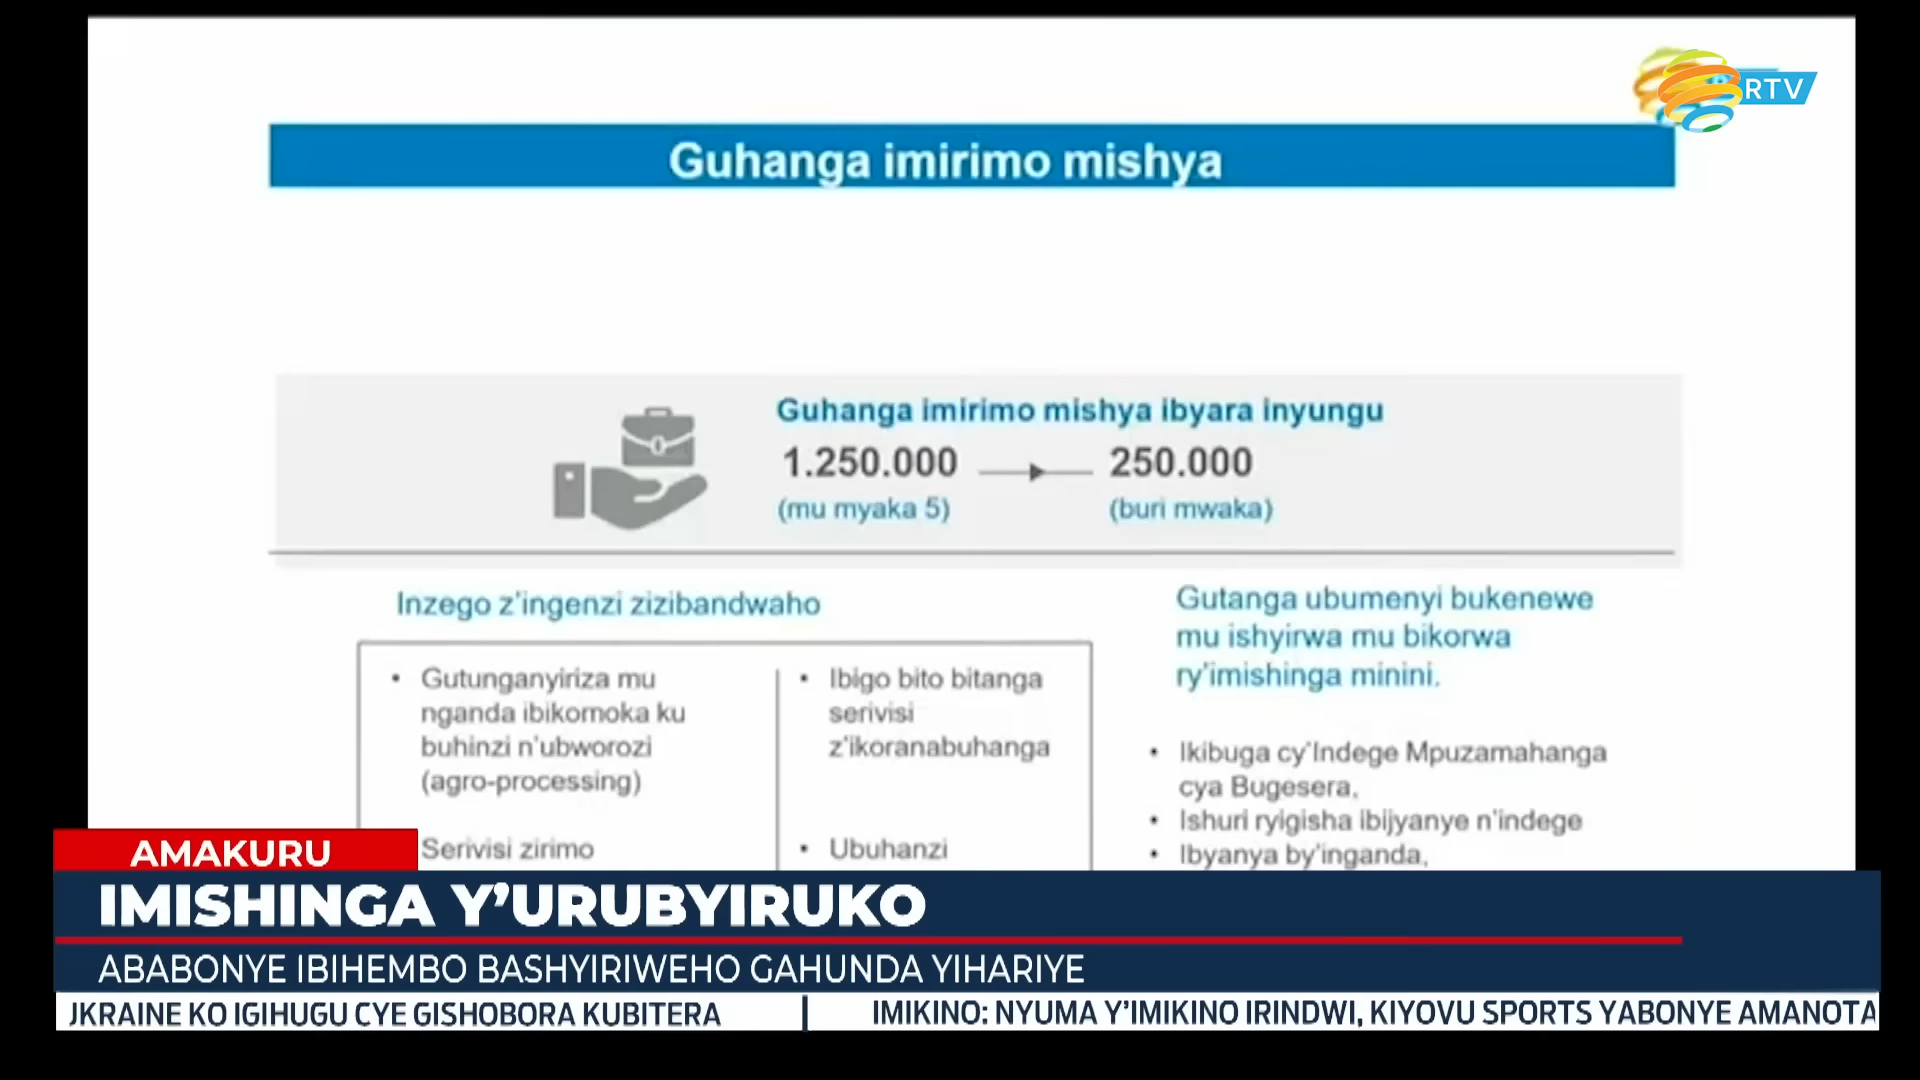 RTV
Guhanga imirimo mishya
Guhanga imirimo mishya ibyara inyungu
1.250.000
250.000
(mu myaka 5)
(buri mwaka)
Inzego z'ingenzi zizibandwaho
• Gutunganyiriza mu
nganda ibikomoka ku
buhinzi n'ubworozi
(agro-processing)
Serivisi zirimo
• Ibigo bito bitanga
serivisi
z'ikoranabuhanga
• Ubuhanzi
Gutanga ubumenyi bukenewe
mu ishyirwa mu bikorwa
ry'imishinga minini.
• Ikibuga cy'Indege Mpuzamahanga
cya Bugesera,
• Ishuri ryigisha ibijyanye n'indege
• Ibyanya by'inganda,
AMAKURU
IMISHINGA Y'URUBYIRUKO
ABABONYE IBIHEMBO BASHYIRIWEHO GAHUNDA YIHARIYE
UKRAINE KO IGIHUGU CYE GISHOBORA KUBITERA | IMIKINO: NYUMA Y'IMIKINO IRINDWI, KIYOVU SPORTS YABONYE AMANOTA